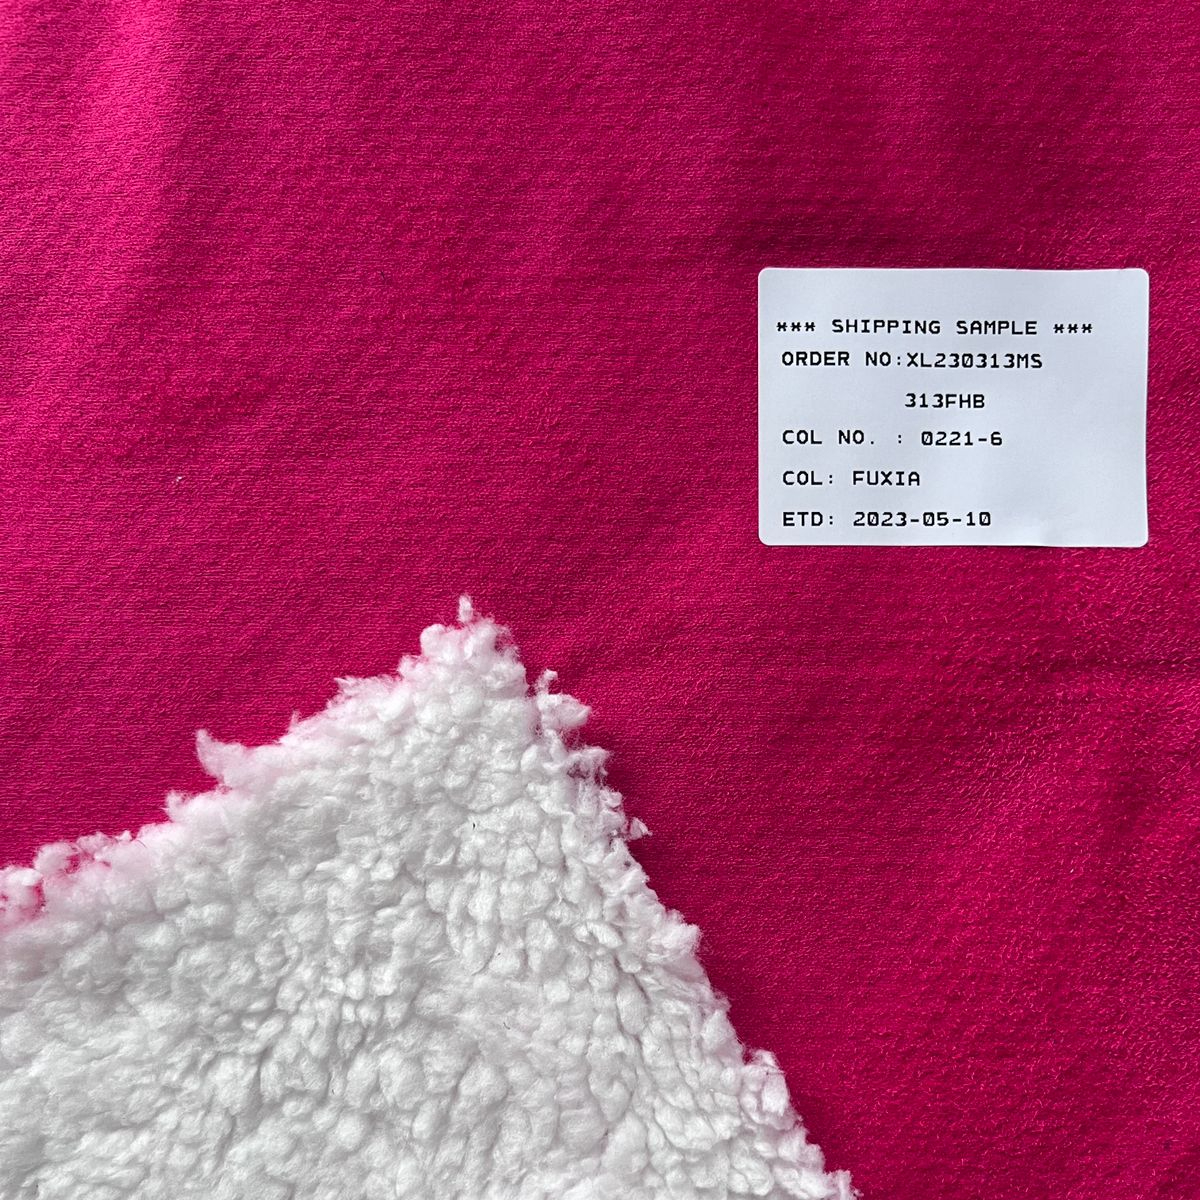 *** SHIPPING SAMPLE ***
ORDER NO:XL230313MS
313FHB
COL NO. : 0221-6
COL: FUXIA
ETD: 2023-05-10